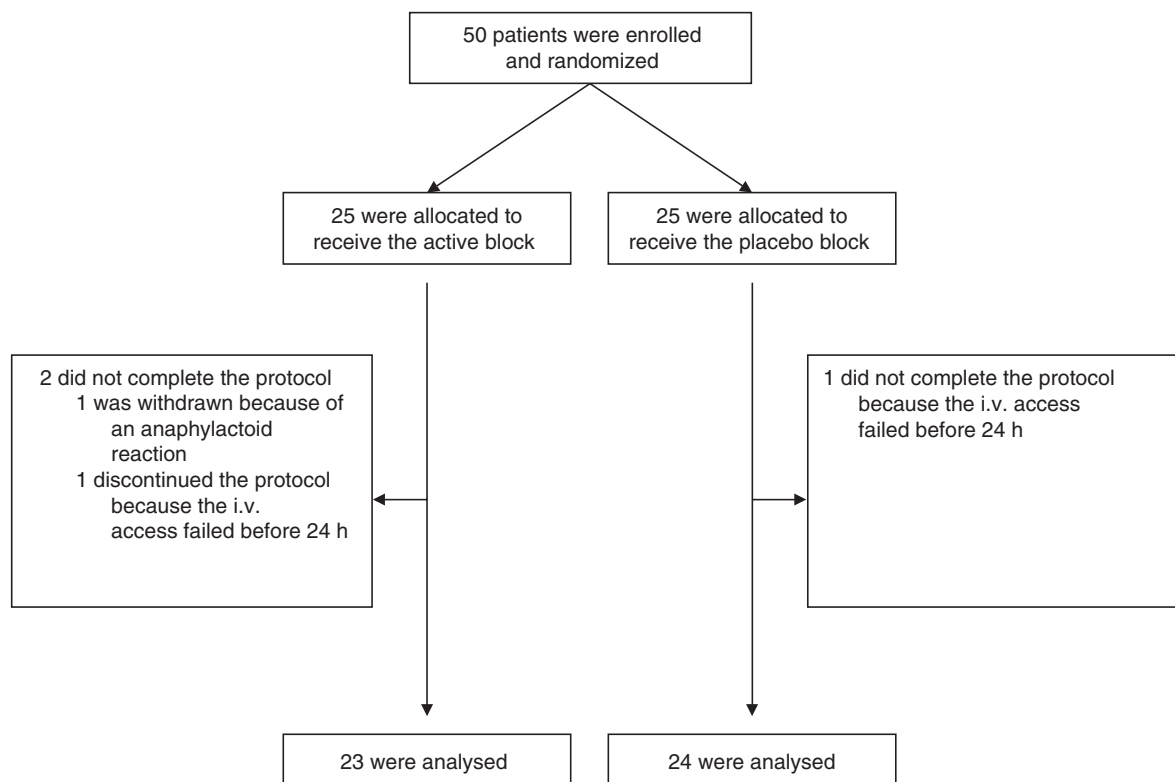 50 patients were enrolled
and randomized
25 were allocated to
receive the active block
25 were allocated to
receive the placebo block
2 did not complete the protocol
1 was withdrawn because of
an anaphylactoid
reaction
1 discontinued the protocol
because the i.v.
access failed before 24 h
1 did not complete the protocol
because the i.v. access
failed before 24 h
23 were analysed
24 were analysed